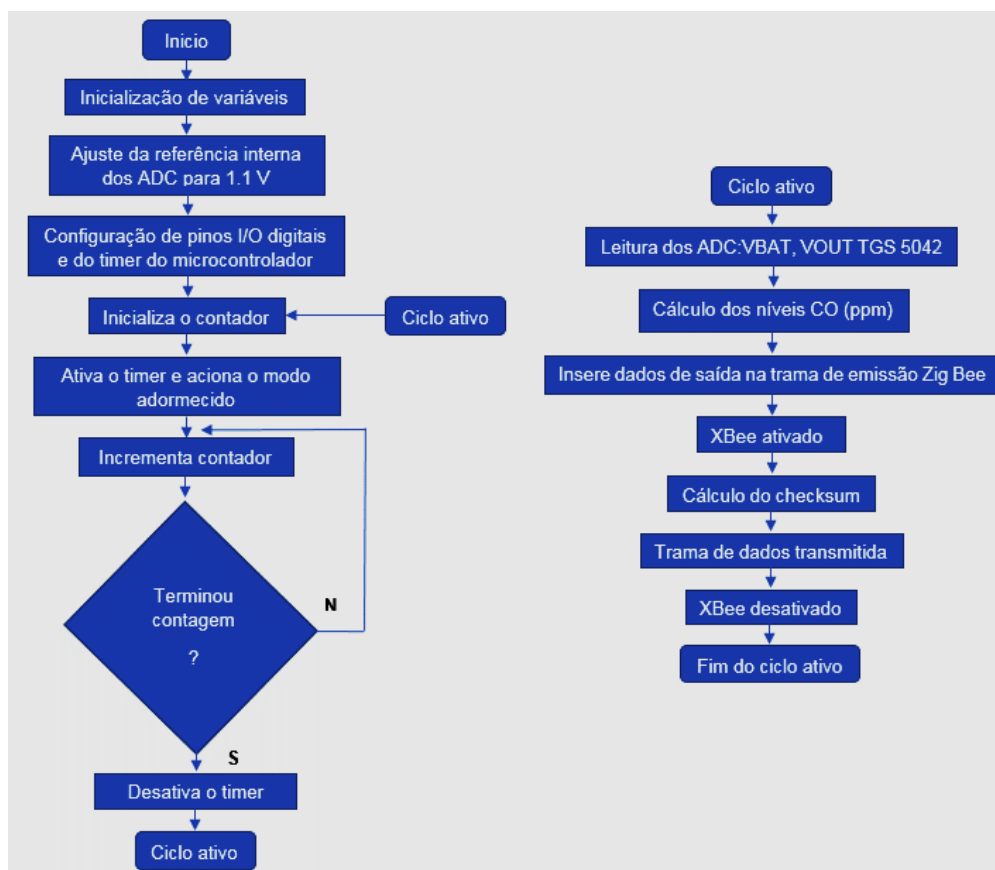 Inicio
Inicialização de variáveis
Ajuste da referência interna
dos ADC para 1.1 V
Configuração de pinos I/O digitais
e do timer do microcontrolador
Inicializa o contador
Ciclo ativo
Ativa o timer e aciona o modo
adormecido
Incrementa contador
Terminou
contagem
?
N
S
Desativa o timer
Ciclo ativo
Ciclo ativo
Leitura dos ADC:VBAT, VOUT TGS 5042
Cálculo dos níveis CO (ppm)
Insere dados de saída na trama de emissão Zig Bee
XBee ativado
Cálculo do checksum
Trama de dados transmitida
XBee desativado
Fim do ciclo ativo